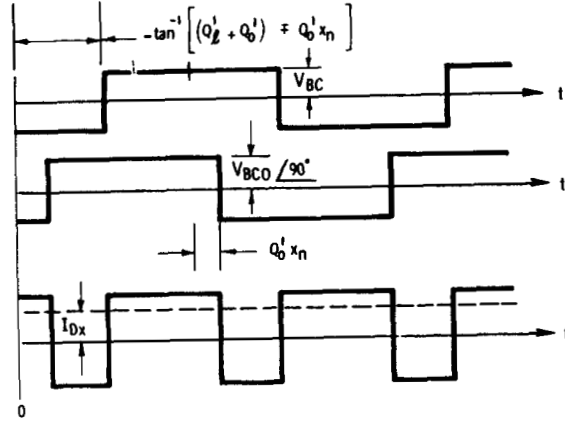 -tan⁻¹[(Q'ℓ + Q'o) ∓ Q'o xn]
VBC
t
VBCO ∠90°
t
Q'o xn
IDx
t
0